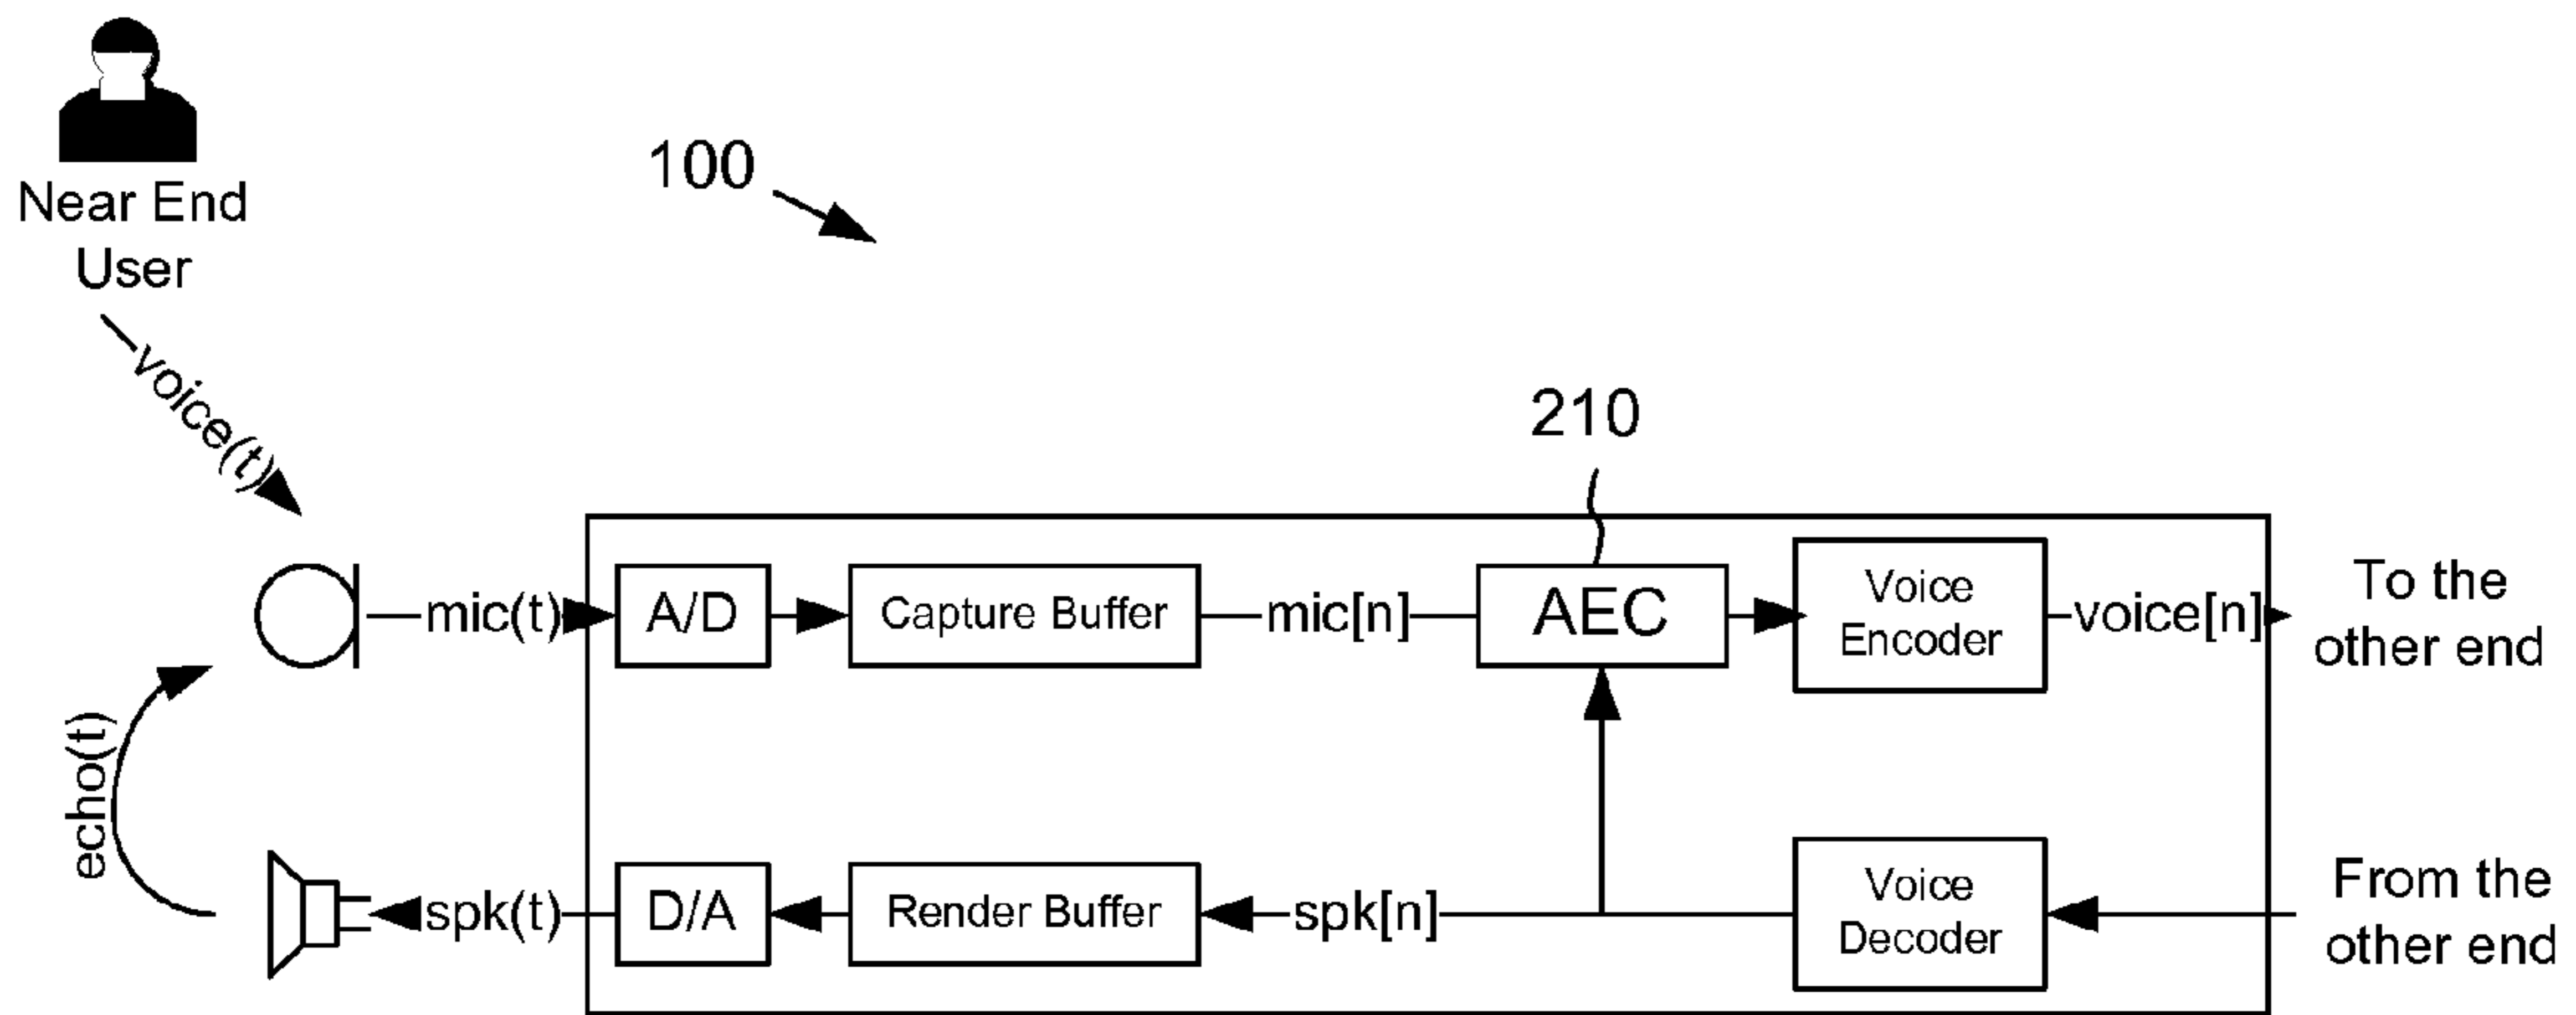 Near End
User
100
voice(t)
210
mic(t)
A/D
Capture Buffer
mic[n]
AEC
Voice
Encoder
voice[n]
To the
other end
echo(t)
spk(t)
D/A
Render Buffer
spk[n]
Voice
Decoder
From the
other end